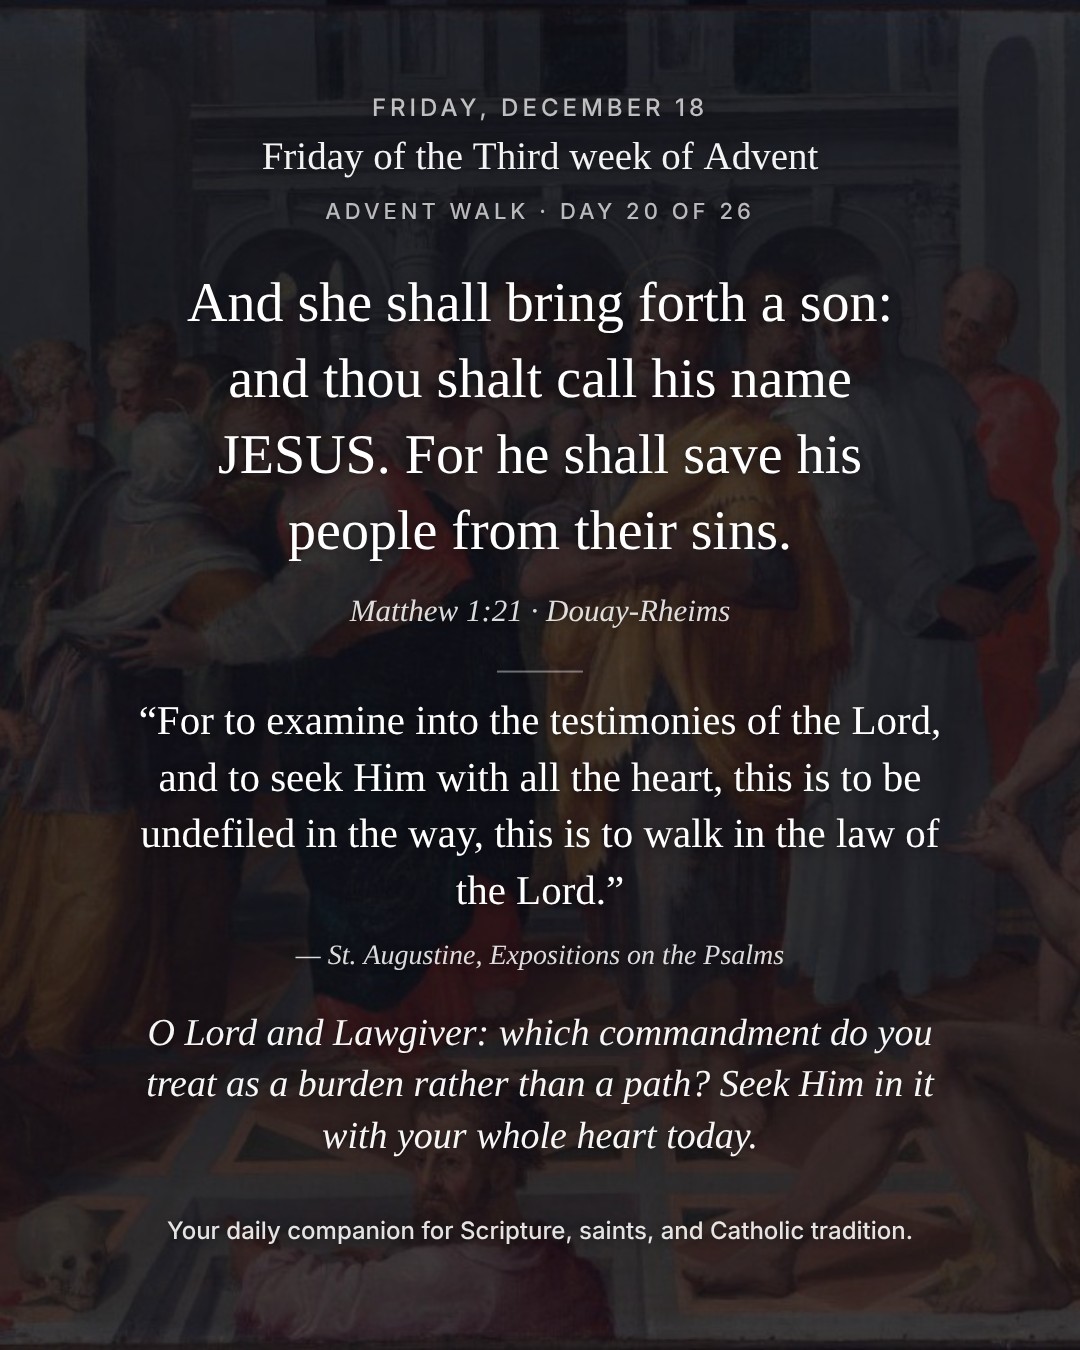 FRIDAY, DECEMBER 18
Friday of the Third week of Advent
ADVENT WALK · DAY 20 OF 26
And she shall bring forth a son:
and thou shalt call his name
JESUS. For he shall save his
people from their sins.
Matthew 1:21 · Douay-Rheims
“For to examine into the testimonies of the Lord,
and to seek Him with all the heart, this is to be
undefiled in the way, this is to walk in the law of
the Lord.”
— St. Augustine, Expositions on the Psalms
O Lord and Lawgiver: which commandment do you
treat as a burden rather than a path? Seek Him in it
with your whole heart today.
Your daily companion for Scripture, saints, and Catholic tradition.